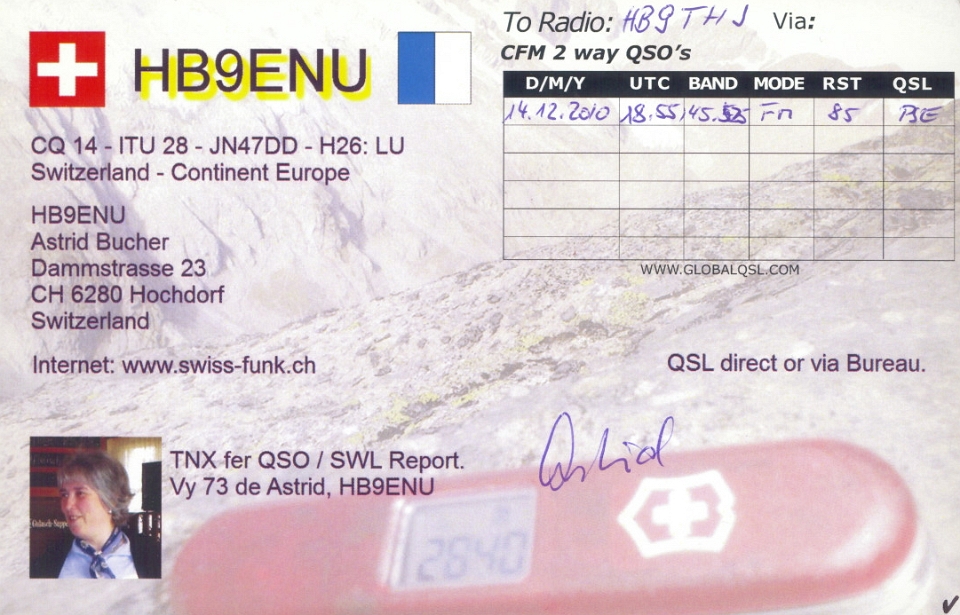 HB9ENU
CQ 14 - ITU 28 - JN47DD - H26: LU
Switzerland - Continent Europe
HB9ENU
Astrid Bucher
Dammstrasse 23
CH 6280 Hochdorf
Switzerland
Internet: www.swiss-funk.ch
To Radio: HB9THJ Via:
CFM 2 way QSO's
D/M/Y UTC BAND MODE RST QSL
14.12.2010 18.55 FM 85 PSE
WWW.GLOBALQSL.COM
QSL direct or via Bureau.
TNX fer QSO / SWL Report.
Vy 73 de Astrid, HB9ENU
Astrid
2840